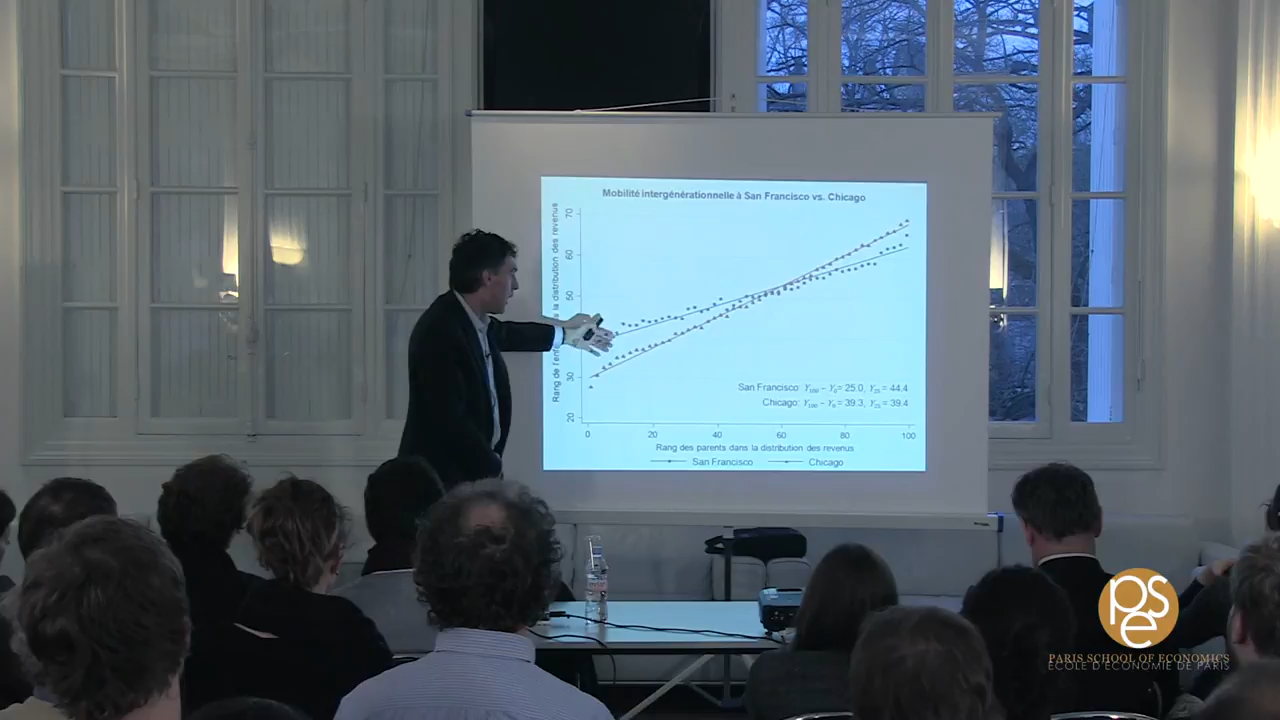 Mobilité intergénérationnelle à San Francisco vs. Chicago
la distribution des revenus
Rang de l'enf
70
60
50
30
20
San Francisco: Y100 – Y0 = 25.0, Y25 = 44.4
Chicago: Y100 – Y0 = 39.3, Y25 = 39.4
0 20 40 60 80 100
Rang des parents dans la distribution des revenus
San Francisco Chicago
pse
PARIS SCHOOL OF ECONOMICS
ECOLE D'ECONOMIE DE PARIS